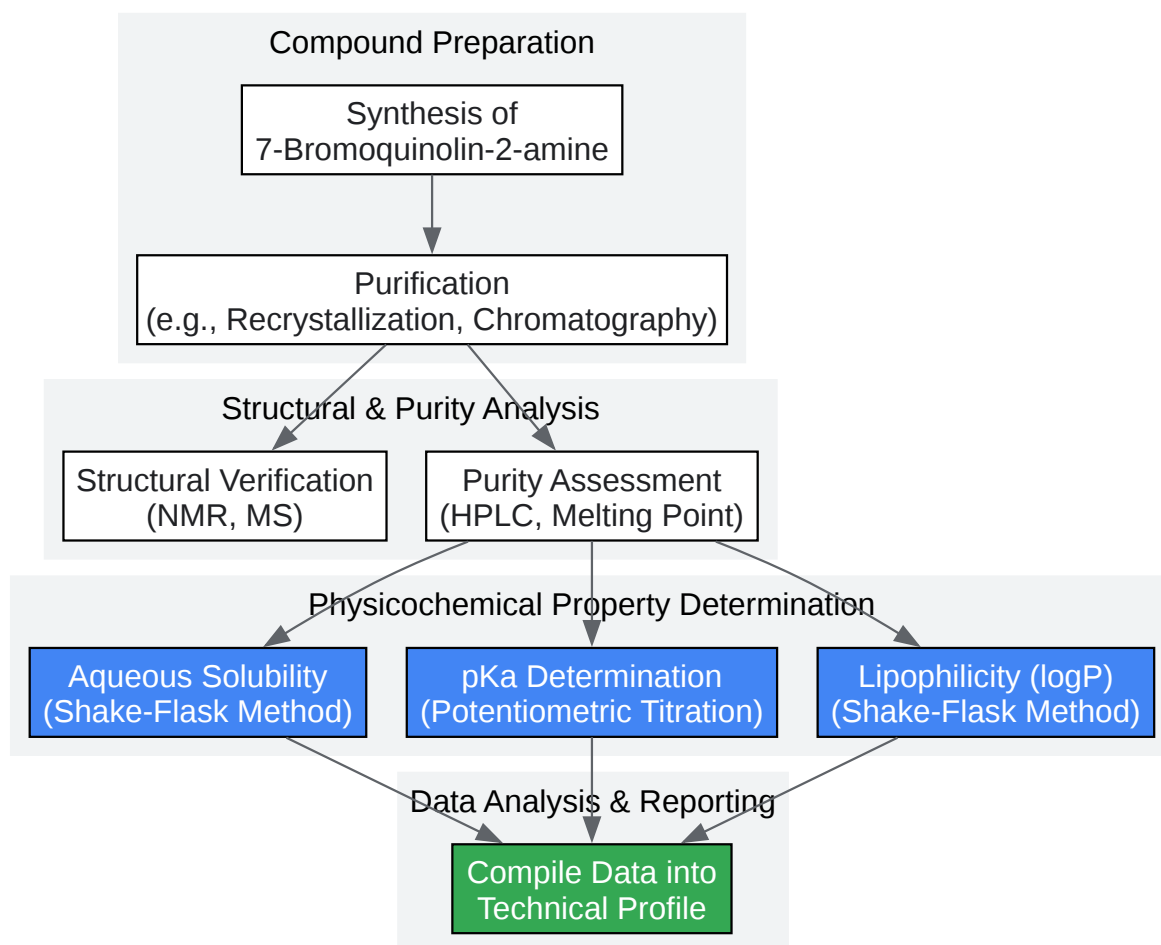 Compound Preparation
Synthesis of
7-Bromoquinolin-2-amine
Purification
(e.g., Recrystallization, Chromatography)
Structural & Purity Analysis
Structural Verification
(NMR, MS)
Purity Assessment
(HPLC, Melting Point)
Physicochemical Property Determination
Aqueous Solubility
(Shake-Flask Method)
pKa Determination
(Potentiometric Titration)
Lipophilicity (logP)
(Shake-Flask Method)
Data Analysis & Reporting
Compile Data into
Technical Profile